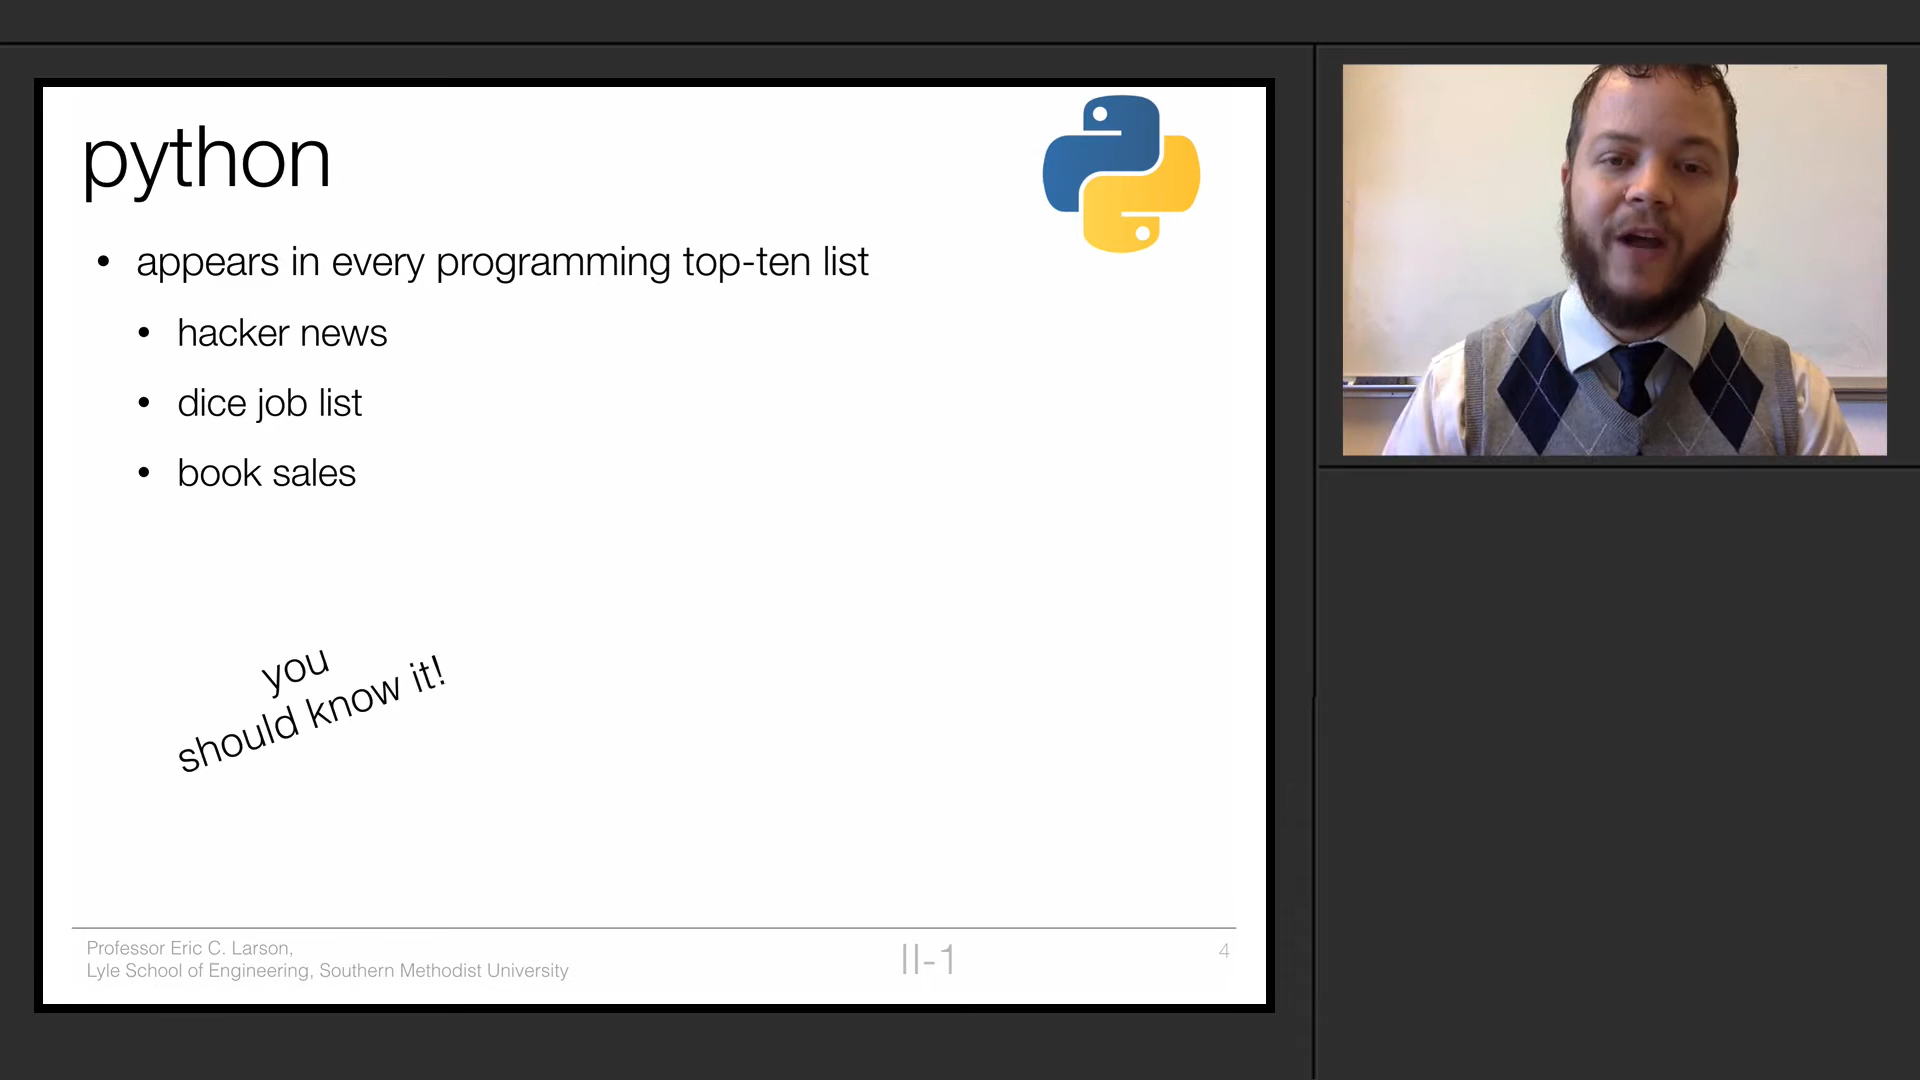 python
• appears in every programming top-ten list
• hacker news
• dice job list
• book sales
you
should know it!
Professor Eric C. Larson,
Lyle School of Engineering, Southern Methodist University
II-1
4